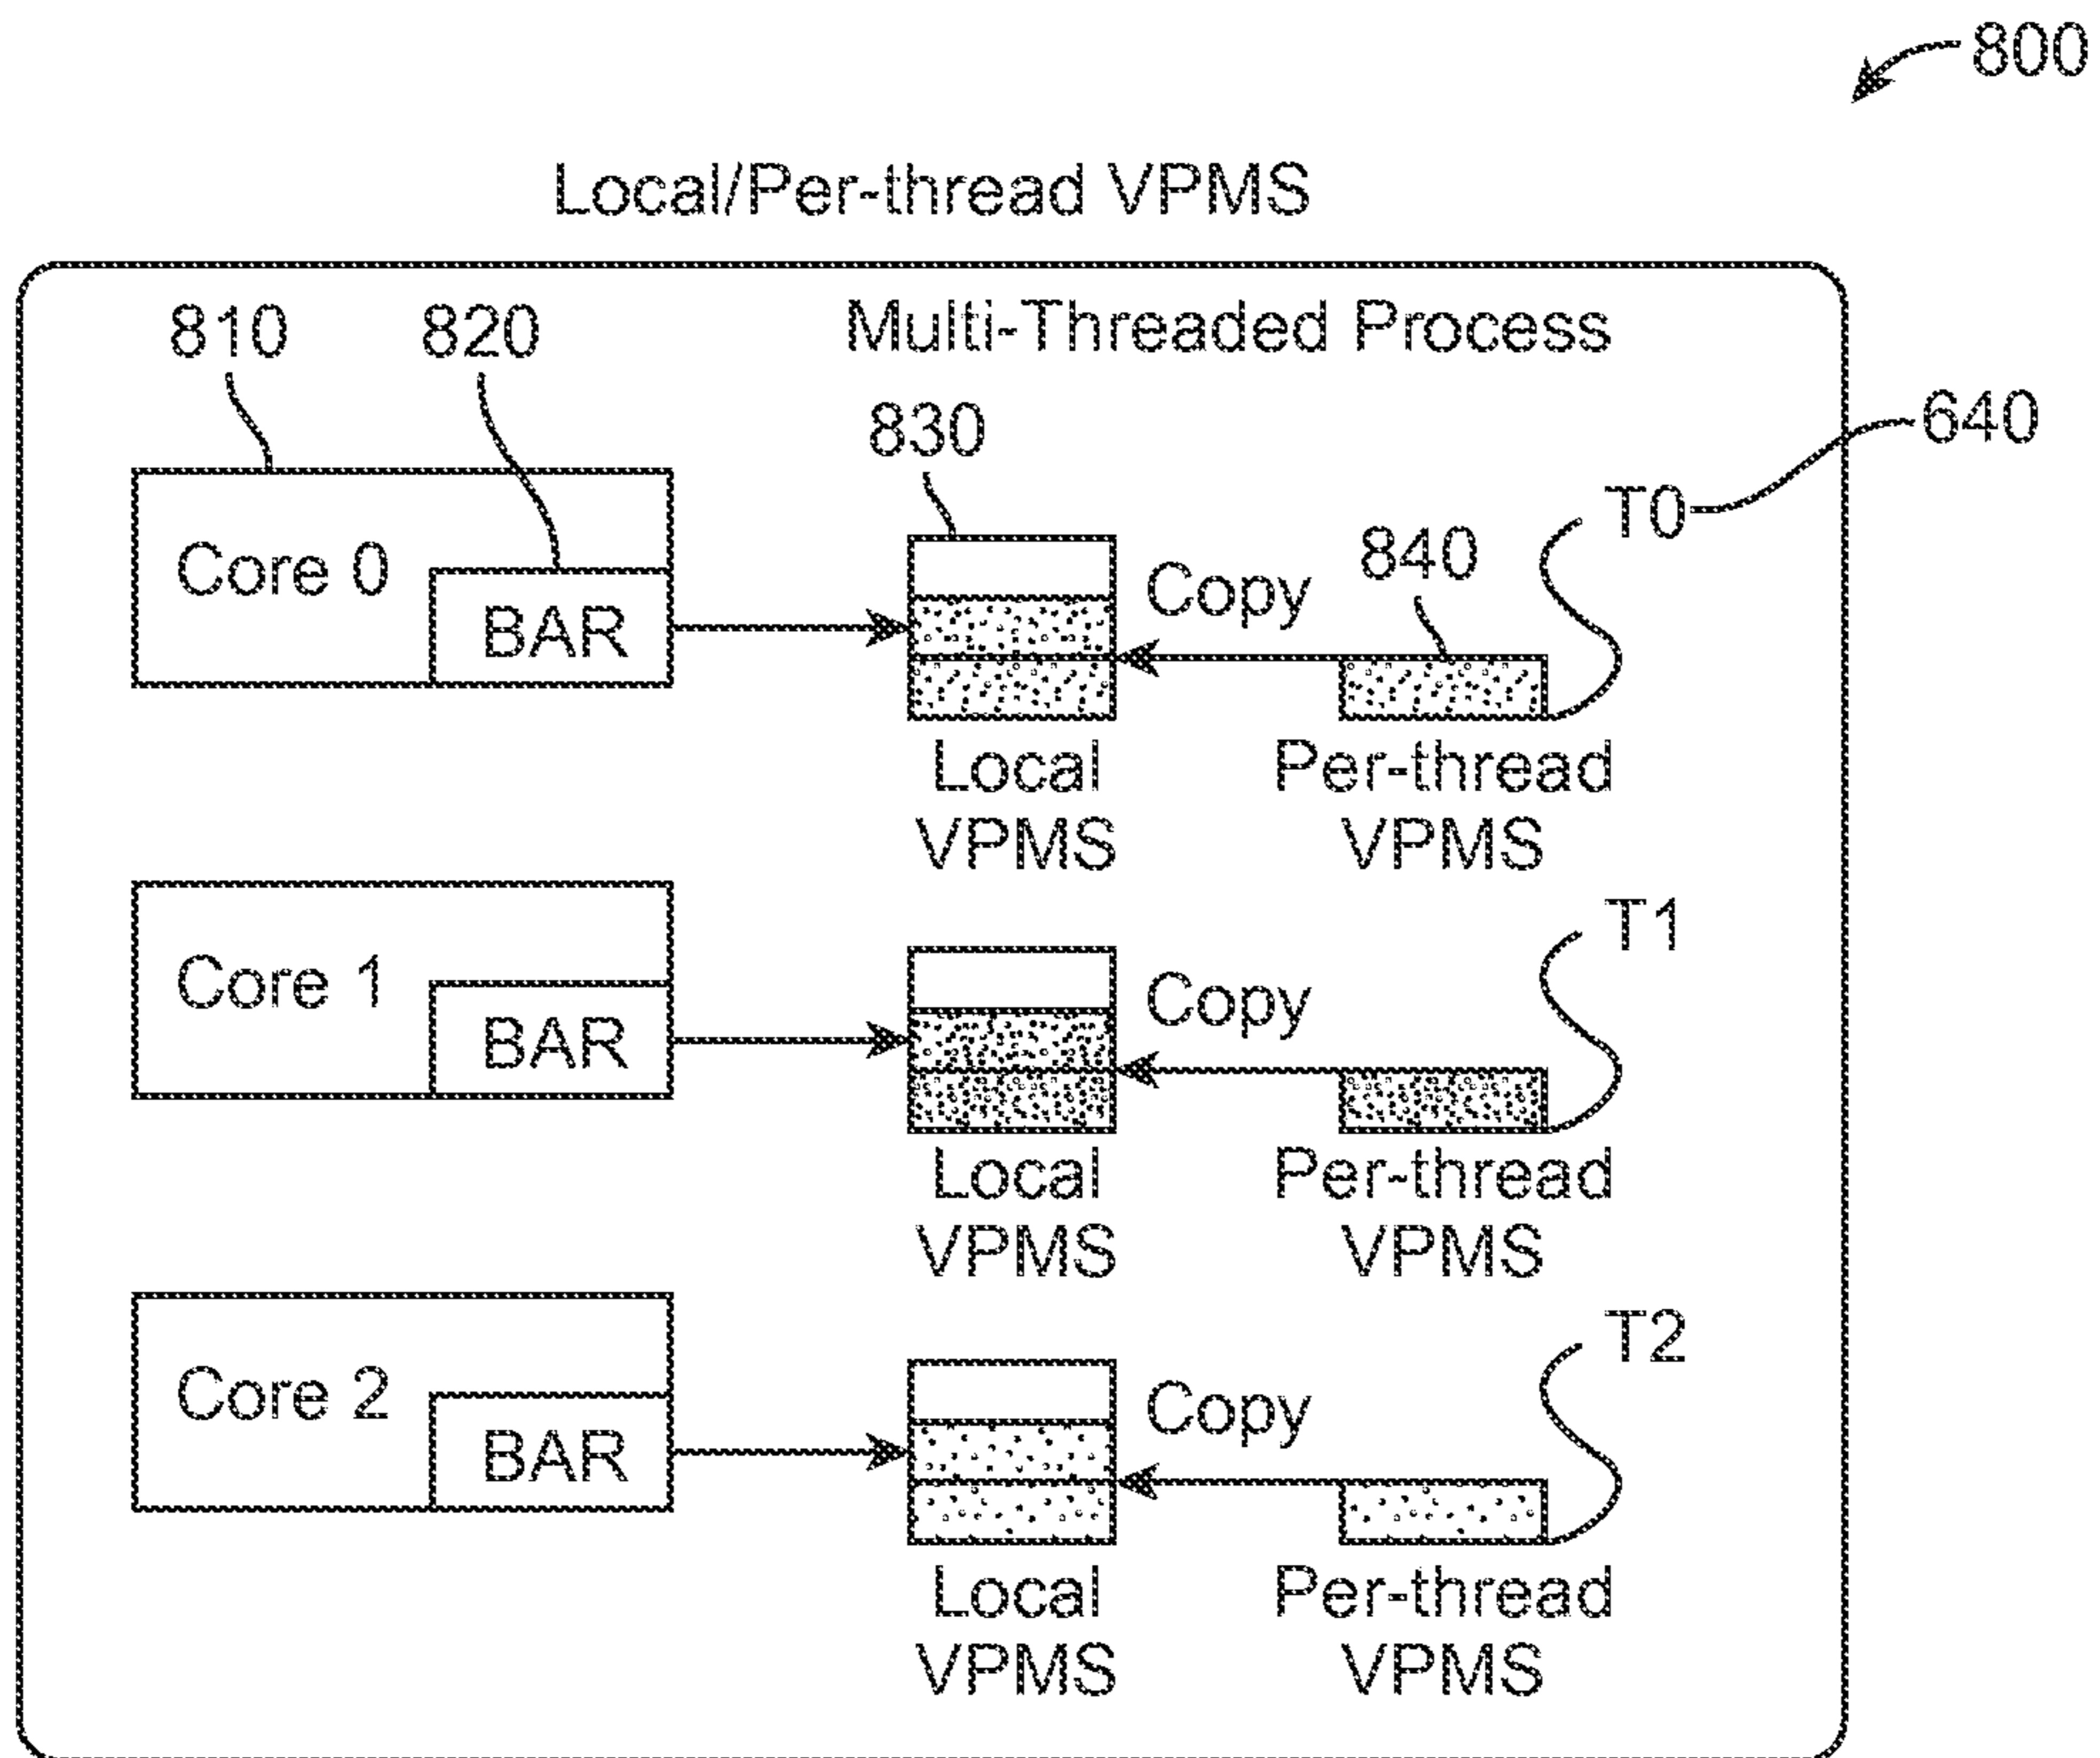 800
Local/Per-thread VPMS
810
820
Multi-Threaded Process
830
640
Core 0
BAR
Copy
840
T0
Local
VPMS
Per-thread
VPMS
Core 1
BAR
Copy
T1
Local
VPMS
Per-thread
VPMS
Core 2
BAR
Copy
T2
Local
VPMS
Per-thread
VPMS